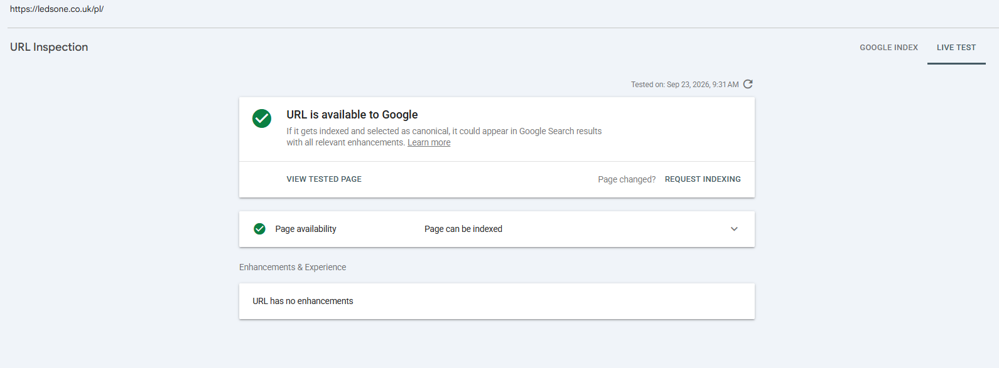 https://ledsone.co.uk/pl/
URL Inspection
GOOGLE INDEX
LIVE TEST
Tested on: Sep 23, 2026, 9:31 AM
URL is available to Google
If it gets indexed and selected as canonical, it could appear in Google Search results
with all relevant enhancements. Learn more
VIEW TESTED PAGE
Page changed? REQUEST INDEXING
Page availability
Page can be indexed
Enhancements & Experience
URL has no enhancements